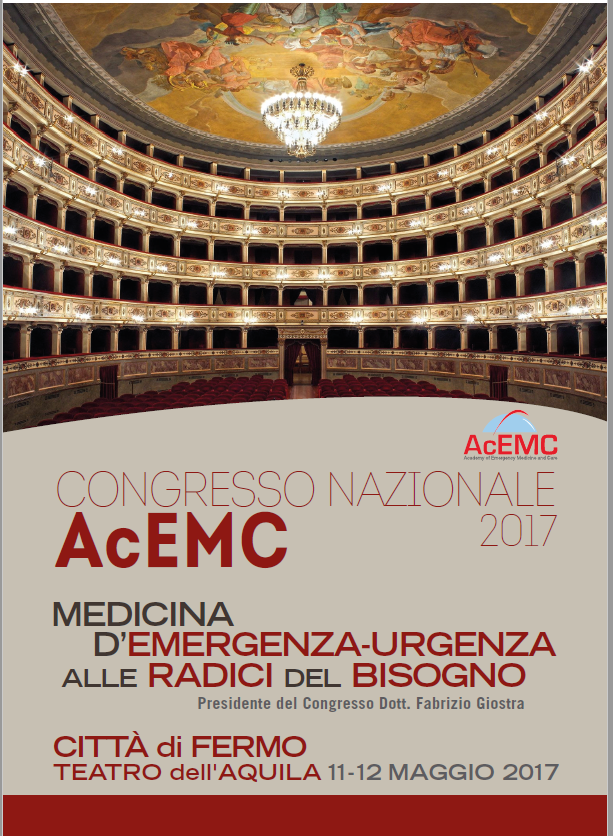 AcEMC
Academy of Emergency Medicine and Care
CONGRESSO NAZIONALE
AcEMC 2017
MEDICINA
D'EMERGENZA-URGENZA
ALLE RADICI DEL BISOGNO
Presidente del Congresso Dott. Fabrizio Giostra
CITTÀ di FERMO
TEATRO dell'AQUILA 11-12 MAGGIO 2017